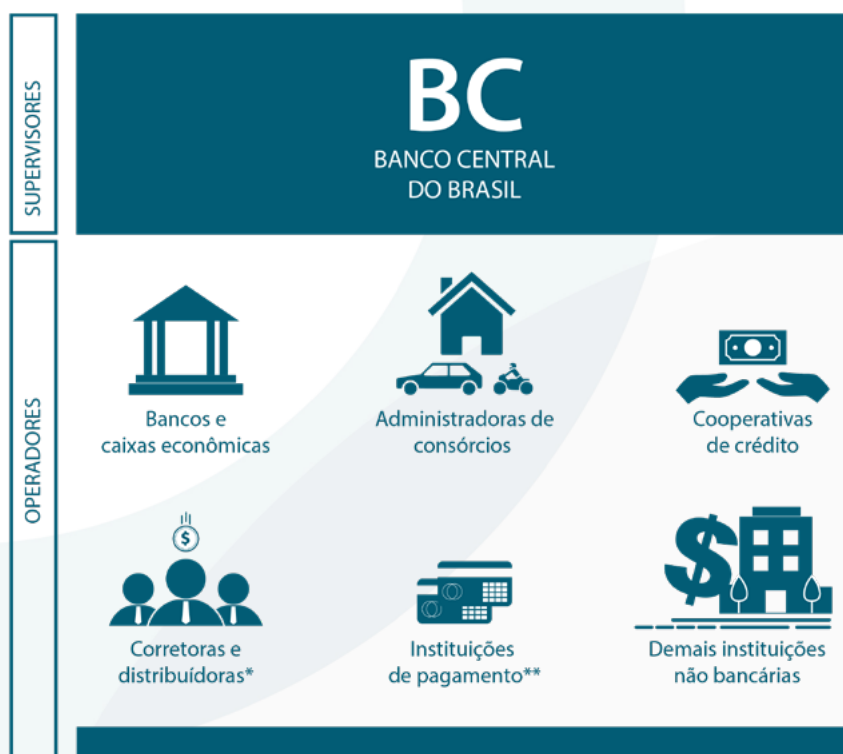 SUPERVISORES
BC
BANCO CENTRAL
DO BRASIL
OPERADORES
Bancos e
caixas econômicas
Administradoras de
consórcios
Cooperativas
de crédito
$
Corretoras e
distribuídoras*
Instituições
de pagamento**
$
Demais instituições
não bancárias